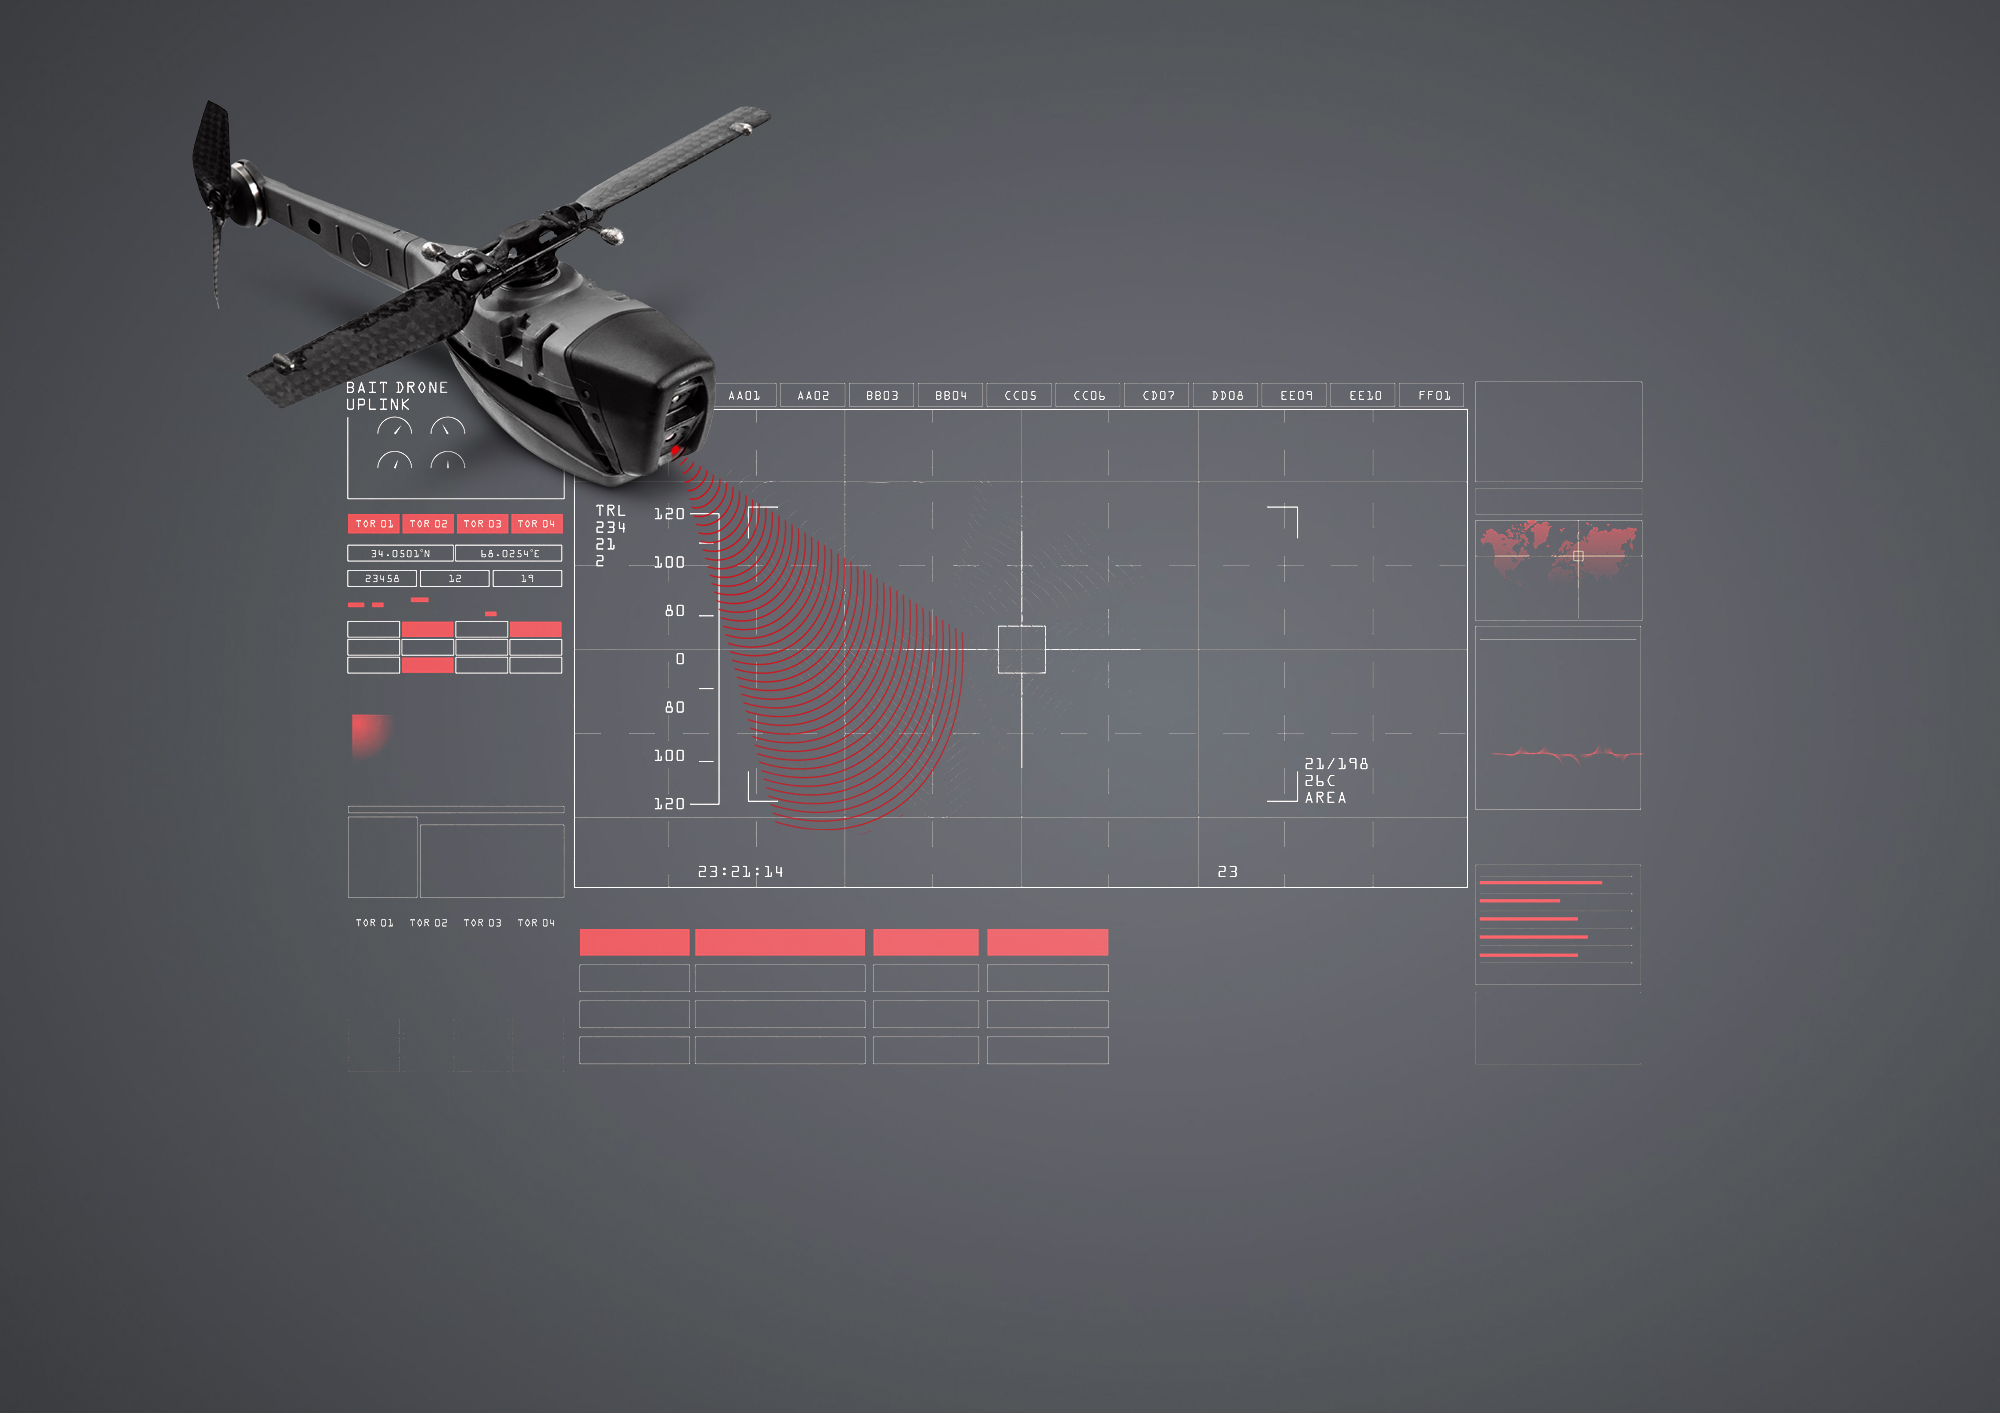 BAIT DRONE
UPLINK
AA01 AA02 BB03 BB04 CC05 CC06 CD07 DD08 EE09 EE10 FF01
TOR 01 TOR 02 TOR 03 TOR 04
34.0501°N 68.0254°E
23458 12 19
TRL
234
21
2
120
100
80
0
80
100
120
21/198
26C
AREA
23:21:14 23
TOR 01 TOR 02 TOR 03 TOR 04